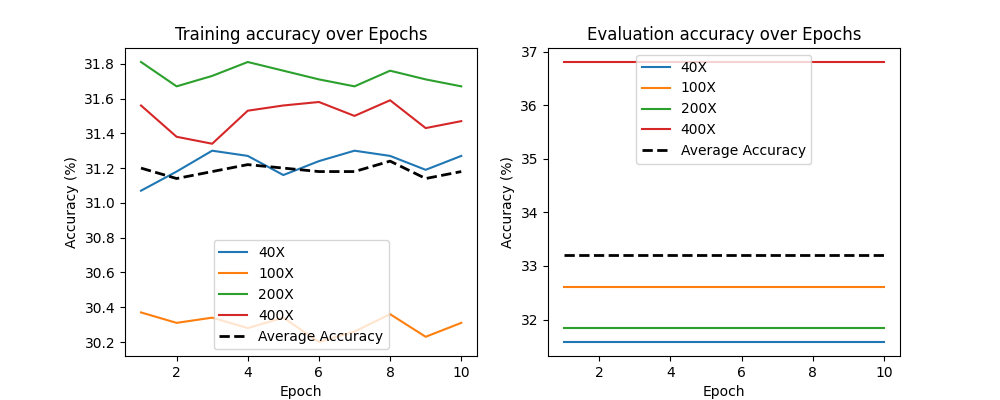 Training accuracy over Epochs
Accuracy (%)
31.8
31.6
31.4
31.2
31.0
30.8
30.6
30.4
30.2
40X
100X
200X
400X
Average Accuracy
2 4 6 8 10
Epoch
Evaluation accuracy over Epochs
Accuracy (%)
37
36
35
34
33
32
40X
100X
200X
400X
Average Accuracy
2 4 6 8 10
Epoch